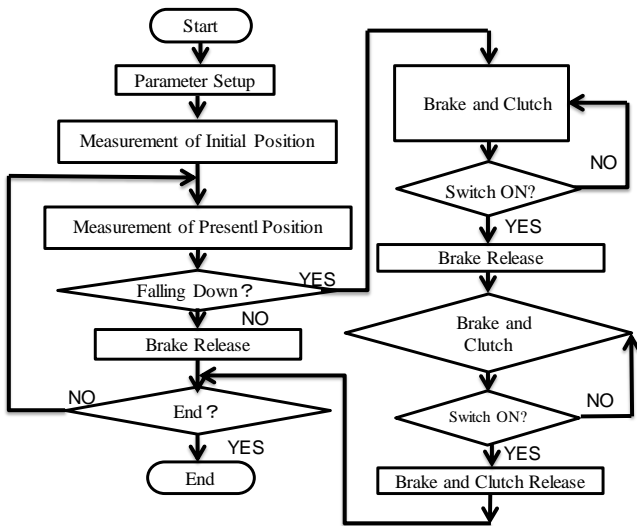 Start
Parameter Setup
Measurement of Initial Position
Measurement of Presentl Position
Falling Down?
YES
NO
Brake Release
NO
End?
YES
End
Brake and Clutch
NO
Switch ON?
YES
Brake Release
Brake and
Clutch
NO
Switch ON?
YES
Brake and Clutch Release